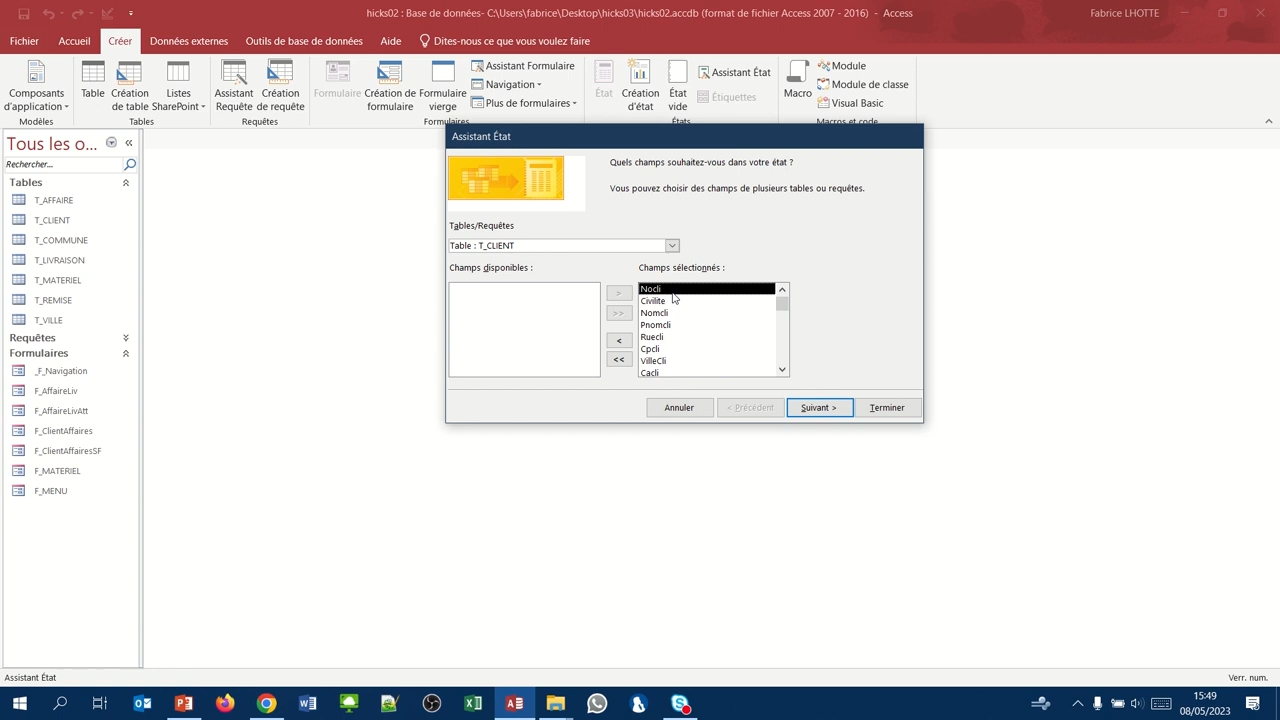 hicks02 : Base de données- C:\Users\fabrice\Desktop\hicks03\hicks02.accdb (format de fichier Access 2007 - 2016) - Access
Fabrice LHOTTE
Fichier
Accueil
Créer
Données externes
Outils de base de données
Aide
Dites-nous ce que vous voulez faire
Composants d'application
Modèles
Table
Création de table
Listes SharePoint
Tables
Assistant Requête
Création de requête
Requêtes
Formulaire
Création de formulaire
Formulaire vierge
Assistant Formulaire
Navigation
Plus de formulaires
Formulaires
État
Création d'état
État vide
Assistant État
Étiquettes
États
Macro
Module
Module de classe
Visual Basic
Macros et code
Tous les o...
Rechercher...
Tables
T_AFFAIRE
T_CLIENT
T_COMMUNE
T_LIVRAISON
T_MATERIEL
T_REMISE
T_VILLE
Requêtes
Formulaires
_F_Navigation
F_AffaireLiv
F_AffaireLivAtt
F_ClientAffaires
F_ClientAffairesSF
F_MATERIEL
F_MENU
Assistant État
Quels champs souhaitez-vous dans votre état ?
Vous pouvez choisir des champs de plusieurs tables ou requêtes.
Tables/Requêtes
Table : T_CLIENT
Champs disponibles :
Champs sélectionnés :
>
>>
<
<<
Nocli
Civilite
Nomcli
Pnomcli
Ruecli
Cpcli
VilleCli
Cacli
Annuler
< Précédent
Suivant >
Terminer
Assistant État
Verr. num.
15:49
08/05/2023